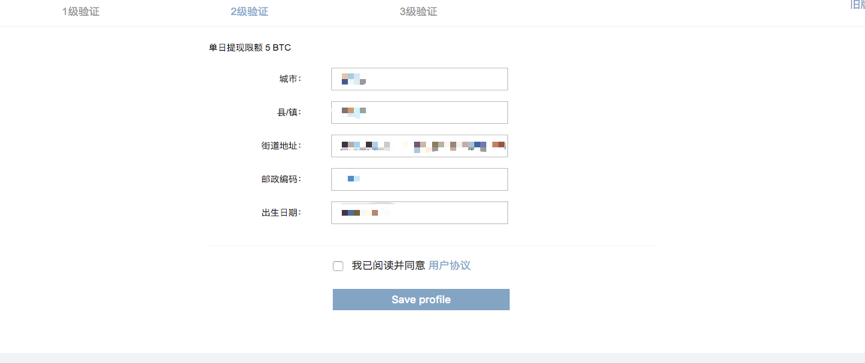 1级验证 2级验证 3级验证
单日提现限额 5 BTC
城市：
县/镇：
街道地址：
邮政编码：
出生日期：
我已阅读并同意 用户协议
Save profile